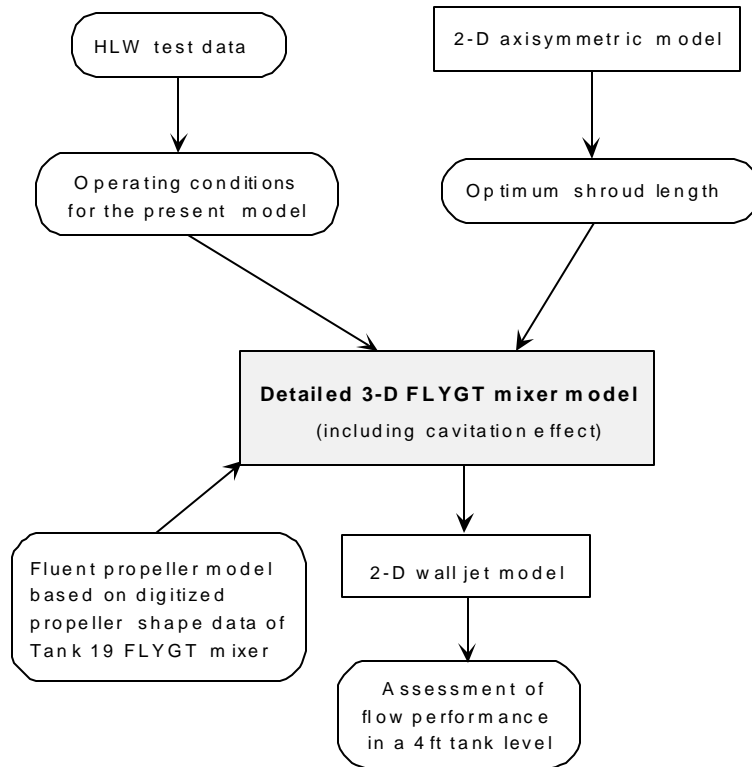 HLW test data
2-D axisymmetric model
Operating conditions
for the present model
Optimum shroud length
Detailed 3-D FLYGT mixer model
(including cavitation effect)
Fluent propeller model
based on digitized
propeller shape data of
Tank 19 FLYGT mixer
2-D wall jet model
Assessment of
flow performance
in a 4ft tank level